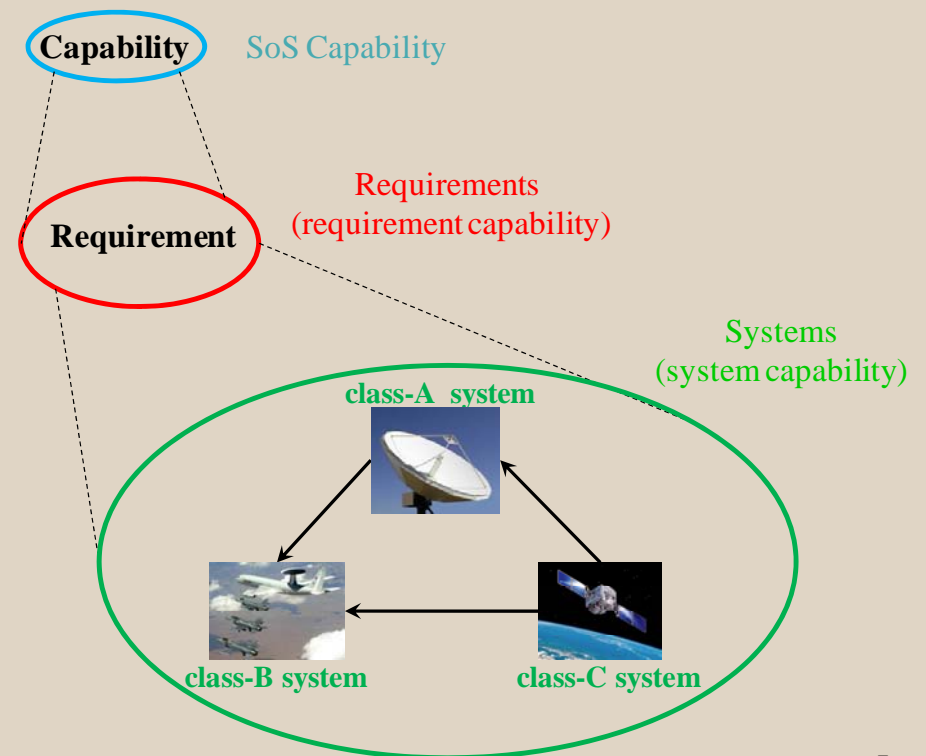 Capability
SoS Capability
Requirements
(requirement capability)
Requirement
Systems
(system capability)
class-A system
class-B system
class-C system